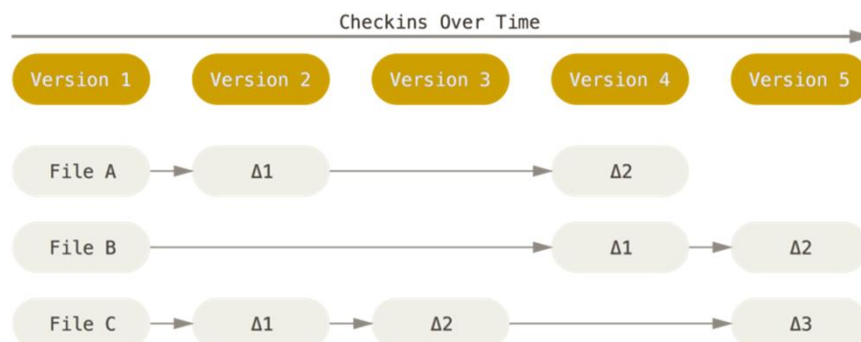 Checkins Over Time
Version 1 Version 2 Version 3 Version 4 Version 5
File A Δ1 Δ2
File B Δ1 Δ2
File C Δ1 Δ2 Δ3